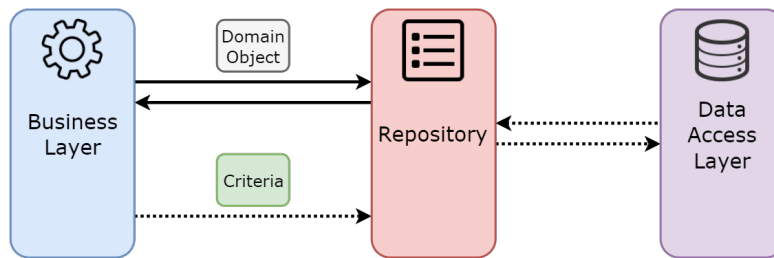 Domain
Object
Business
Layer
Repository
Data
Access
Layer
Criteria